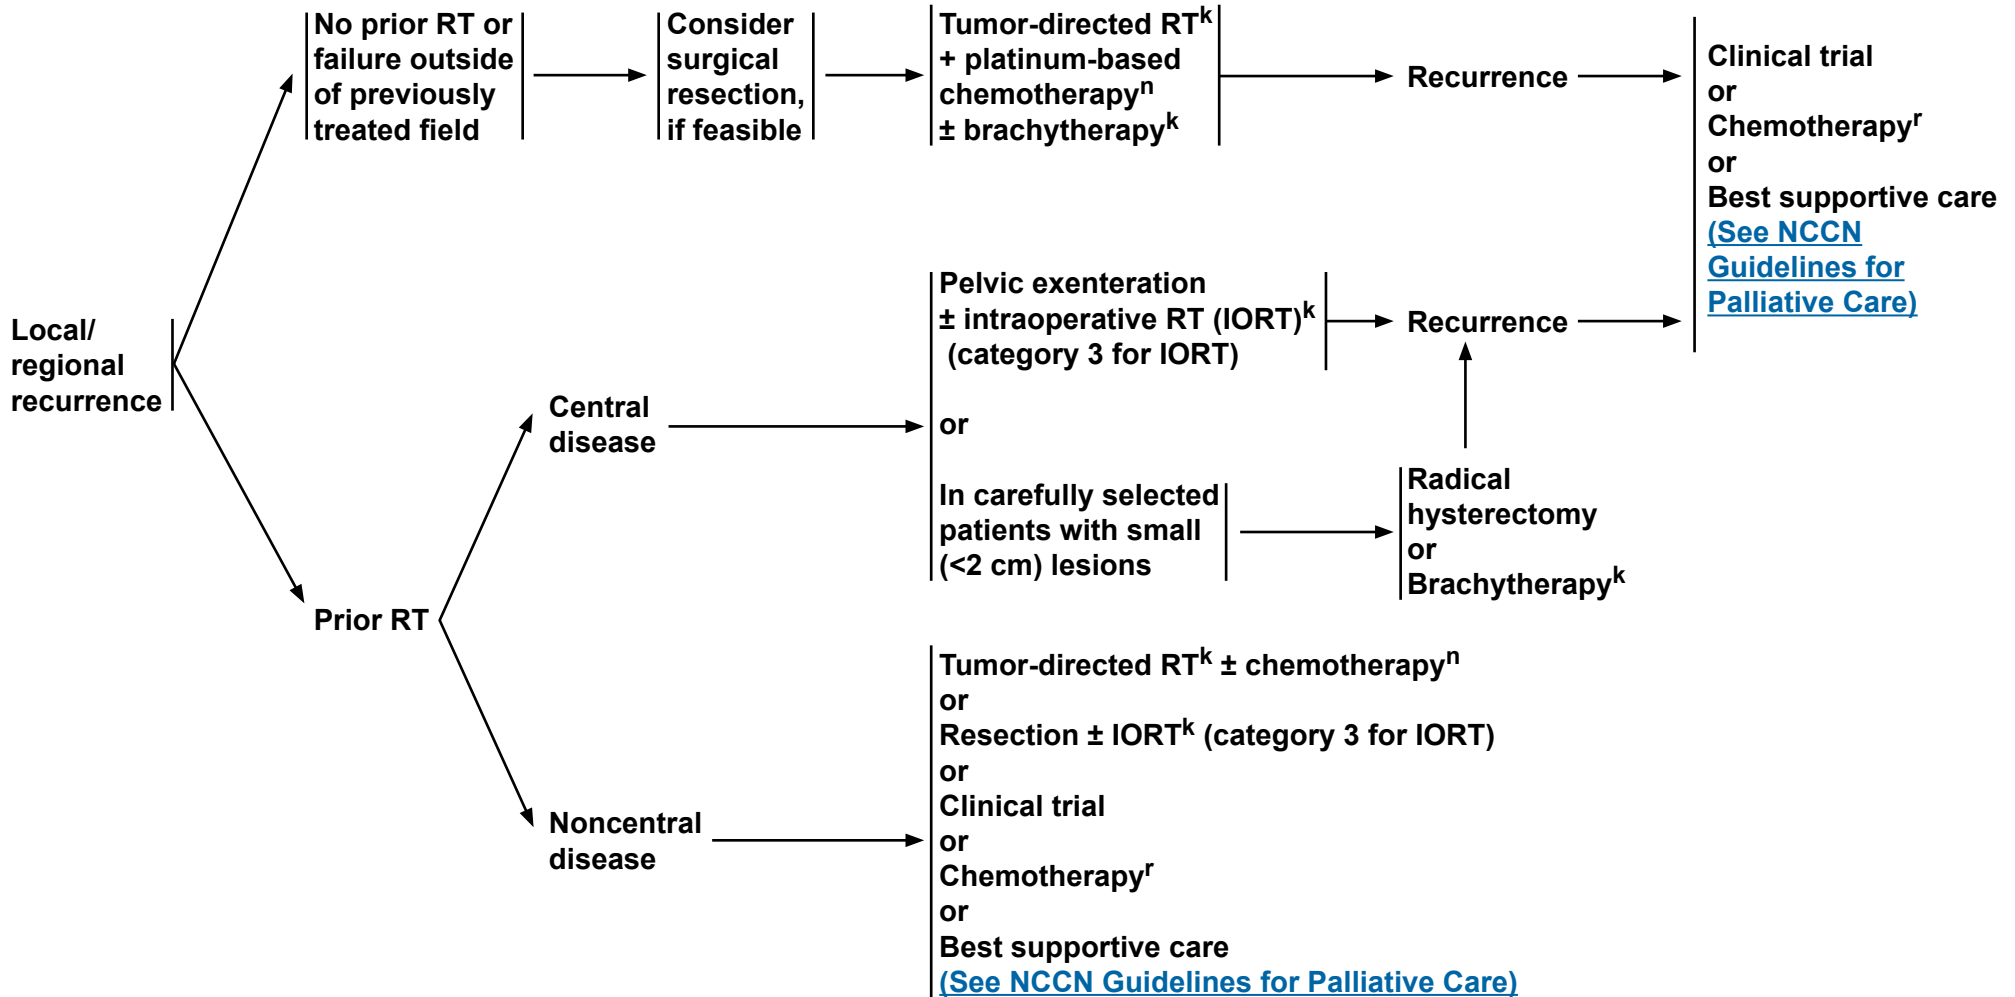 No prior RT or
failure outside
of previously
treated field
Consider
surgical
resection,
if feasible
Tumor-directed RTᵏ
+ platinum-based
chemotherapyⁿ
± brachytherapyᵏ
Recurrence
Clinical trial
or
Chemotherapyʳ
or
Best supportive care
(See NCCN
Guidelines for
Palliative Care)
Local/
regional
recurrence
Prior RT
Central
disease
Pelvic exenteration
± intraoperative RT (IORT)ᵏ
(category 3 for IORT)
or
In carefully selected
patients with small
(<2 cm) lesions
Recurrence
Radical
hysterectomy
or
Brachytherapyᵏ
Noncentral
disease
Tumor-directed RTᵏ ± chemotherapyⁿ
or
Resection ± IORTᵏ (category 3 for IORT)
or
Clinical trial
or
Chemotherapyʳ
or
Best supportive care
(See NCCN Guidelines for Palliative Care)